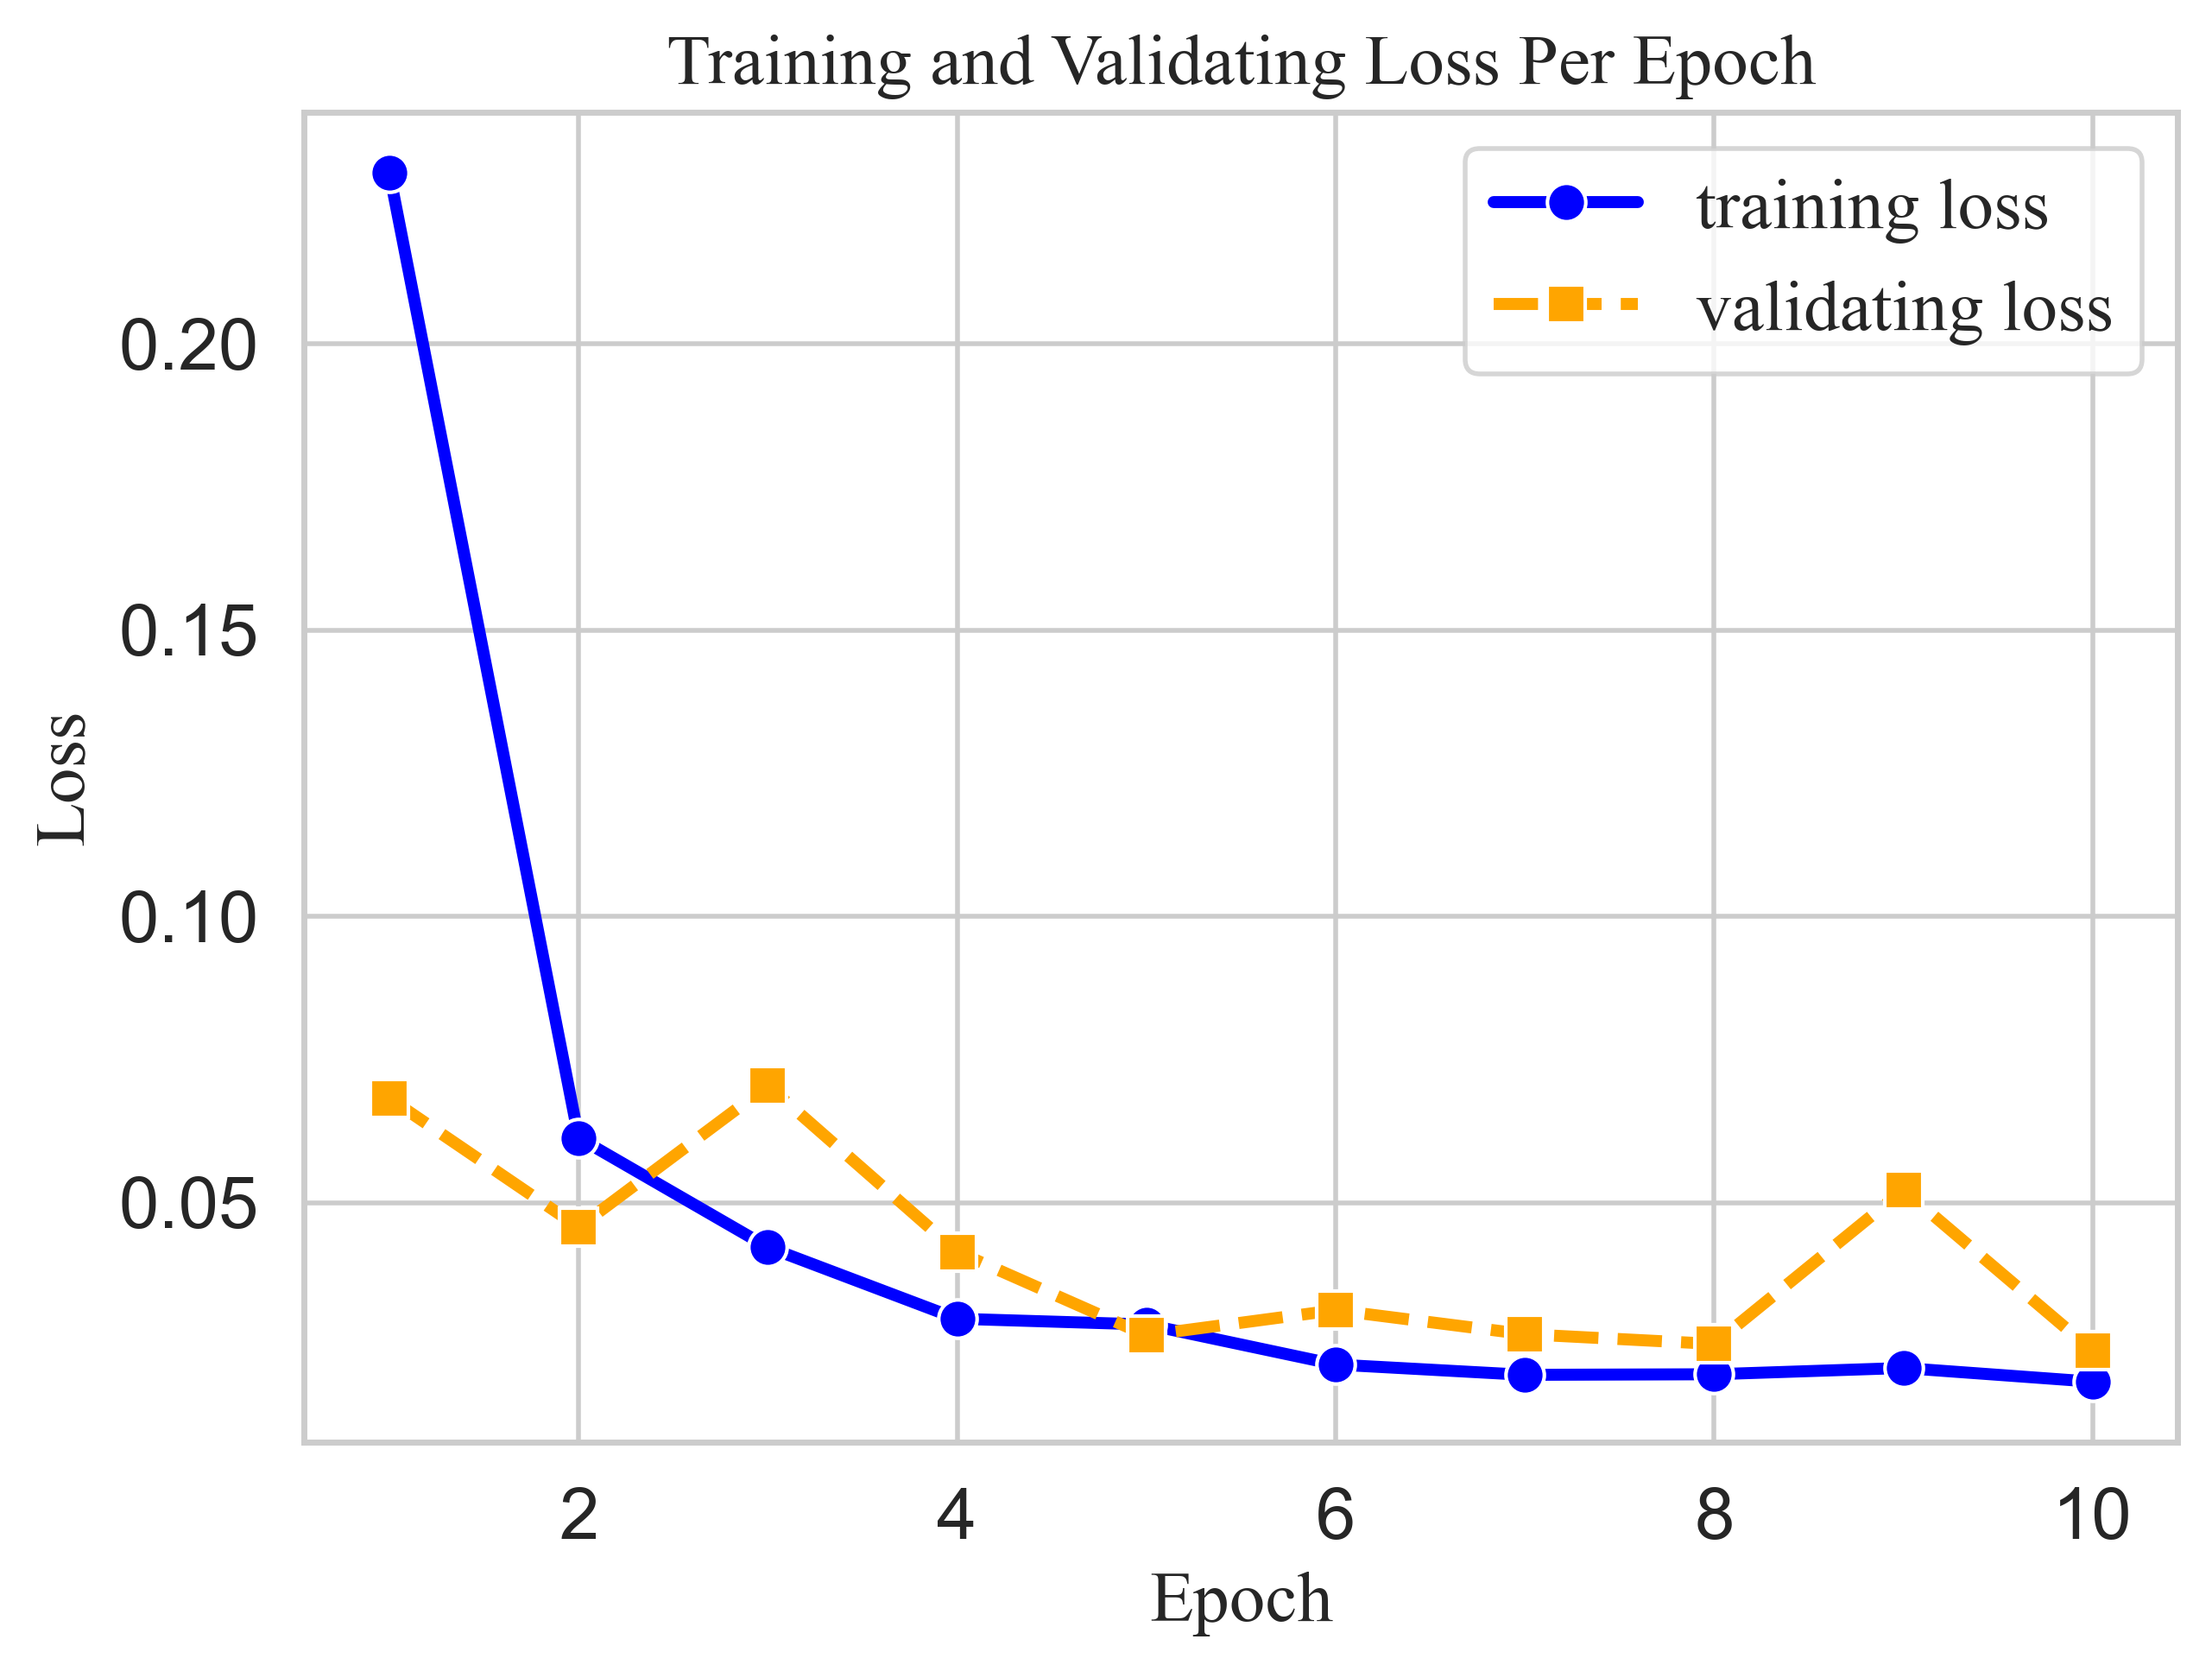 Training and Validating Loss Per Epoch
training loss
validating loss
0.20
0.15
0.10
0.05
Loss
2 4 6 8 10
Epoch